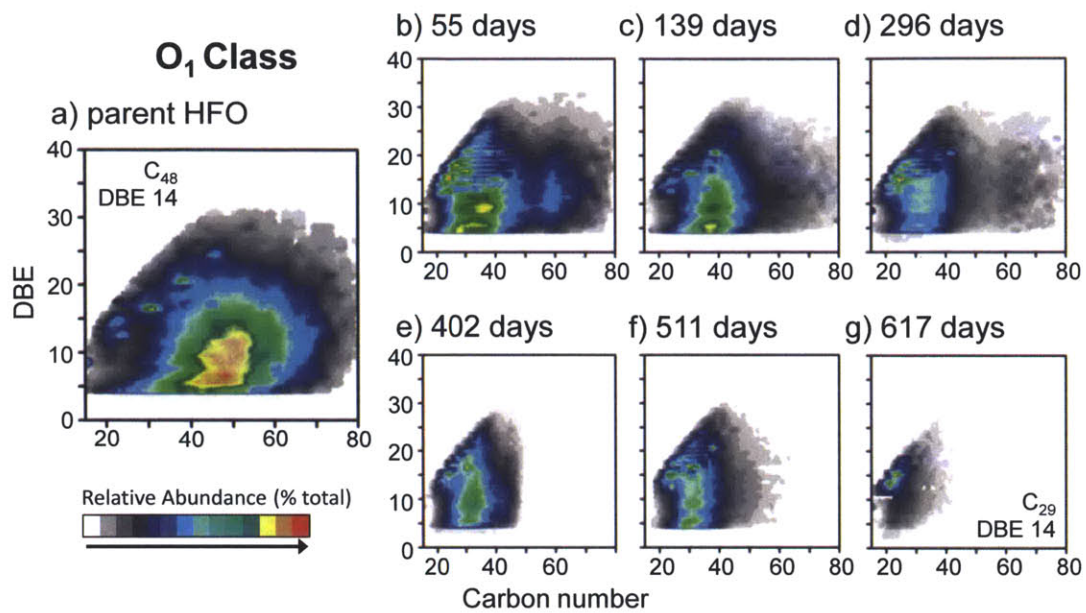 O₁ Class
a) parent HFO
C₄₈
DBE 14
40
30
20
10
0
DBE
20 40 60 80
Relative Abundance (% total)
b) 55 days
40
30
20
10
0
20 40 60 80
c) 139 days
20 40 60 80
d) 296 days
20 40 60 80
e) 402 days
40
30
20
10
0
20 40 60 80
f) 511 days
20 40 60 80
g) 617 days
C₂₉
DBE 14
20 40 60 80
Carbon number